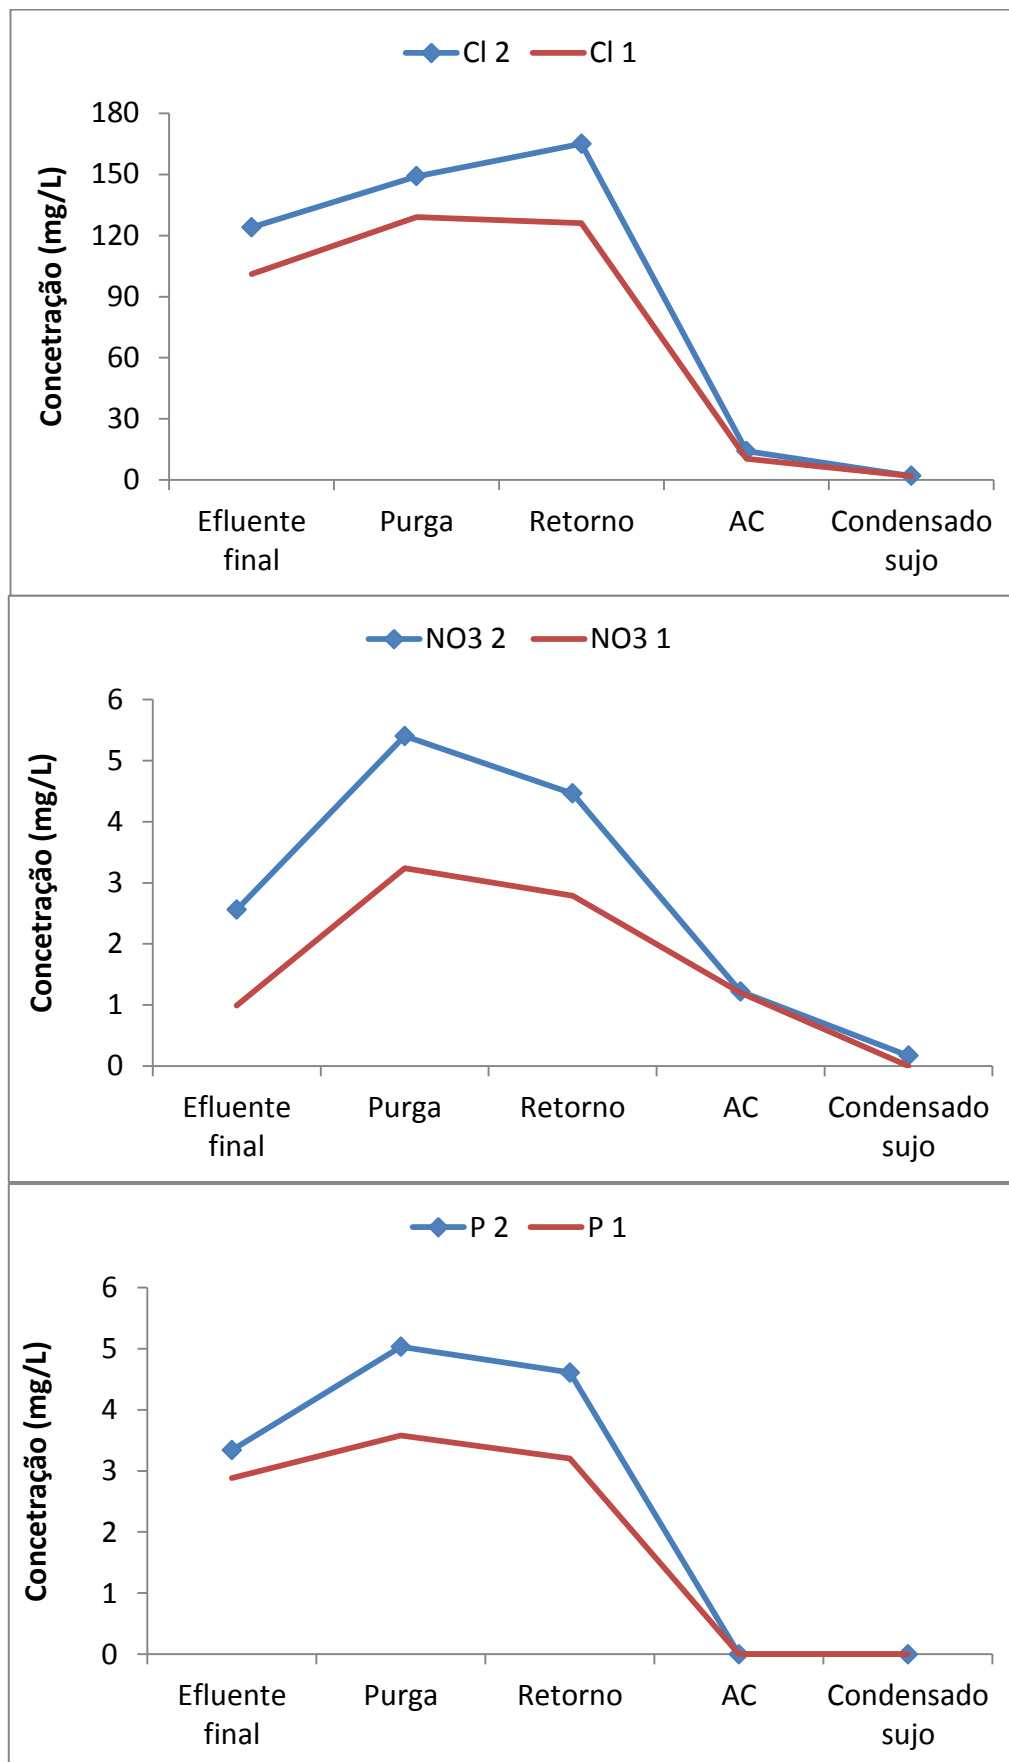 Cl 2 Cl 1
Concetração (mg/L)
180
150
120
90
60
30
0
Efluente final Purga Retorno AC Condensado sujo
NO3 2 NO3 1
Concetração (mg/L)
6
5
4
3
2
1
0
Efluente final Purga Retorno AC Condensado sujo
P 2 P 1
Concetração (mg/L)
6
5
4
3
2
1
0
Efluente final Purga Retorno AC Condensado sujo